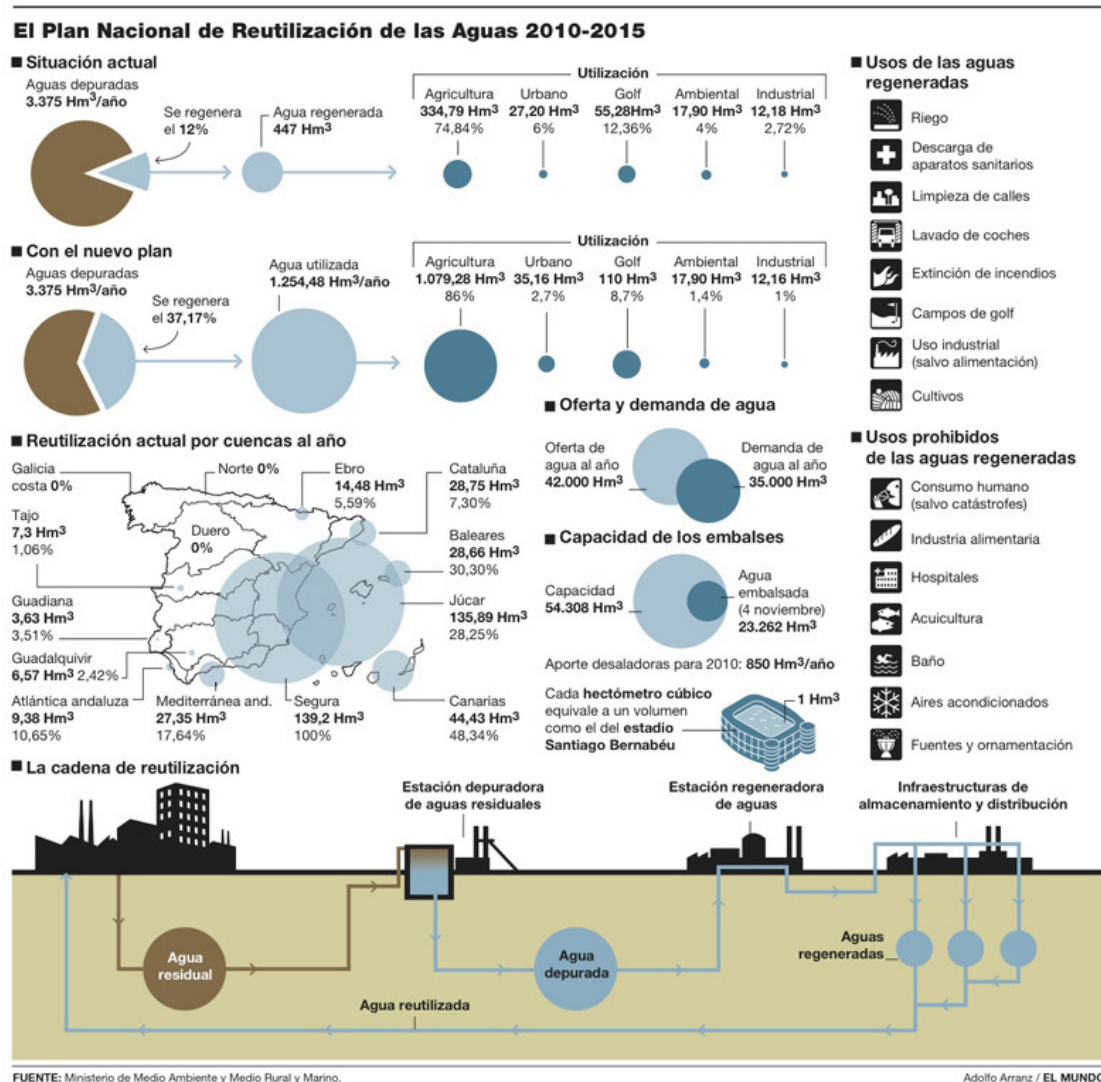 El Plan Nacional de Reutilización de las Aguas 2010-2015
Situación actual
Aguas depuradas
3.375 Hm³/año
Se regenera
el 12%
Agua regenerada
447 Hm³
Utilización
Agricultura
334,79 Hm³
74,84%
Urbano
27,20 Hm³
6%
Golf
55,28Hm³
12,36%
Ambiental
17,90 Hm³
4%
Industrial
12,18 Hm³
2,72%
Con el nuevo plan
Aguas depuradas
3.375 Hm³/año
Se regenera
el 37,17%
Agua utilizada
1.254,48 Hm³/año
Utilización
Agricultura
1.079,28 Hm³
86%
Urbano
35,16 Hm³
2,7%
Golf
110 Hm³
8,7%
Ambiental
17,90 Hm³
1,4%
Industrial
12,16 Hm³
1%
Usos de las aguas
regeneradas
Riego
Descarga de
aparatos sanitarios
Limpieza de calles
Lavado de coches
Extinción de incendios
Campos de golf
Uso industrial
(salvo alimentación)
Cultivos
Reutilización actual por cuencas al año
Galicia
costa 0%
Norte 0%
Ebro
14,48 Hm³
5,59%
Cataluña
28,75 Hm³
7,30%
Tajo
7,3 Hm³
1,06%
Duero
0%
Baleares
28,66 Hm³
30,30%
Guadiana
3,63 Hm³
3,51%
Júcar
135,89 Hm³
28,25%
Guadalquivir
6,57 Hm³ 2,42%
Atlántica andaluza
9,38 Hm³
10,65%
Mediterránea and.
27,35 Hm³
17,64%
Segura
139,2 Hm³
100%
Canarias
44,43 Hm³
48,34%
Oferta y demanda de agua
Oferta de
agua al año
42.000 Hm³
Demanda de
agua al año
35.000 Hm³
Capacidad de los embalses
Capacidad
54.308 Hm³
Agua
embalsada
(4 noviembre)
23.262 Hm³
Aporte desaladoras para 2010: 850 Hm³/año
Cada hectómetro cúbico
equivale a un volumen
como el del estadio
Santiago Bernabéu
1 Hm³
Usos prohibidos
de las aguas regeneradas
Consumo humano
(salvo catástrofes)
Industria alimentaria
Hospitales
Acuicultura
Baño
Aires acondicionados
Fuentes y ornamentación
La cadena de reutilización
Estación depuradora
de aguas residuales
Estación regeneradora
de aguas
Infraestructuras de
almacenamiento y distribución
Agua
residual
Agua
depurada
Aguas
regeneradas
Agua reutilizada
FUENTE: Ministerio de Medio Ambiente y Medio Rural y Marino.
Adolfo Arranz / EL MUNDO